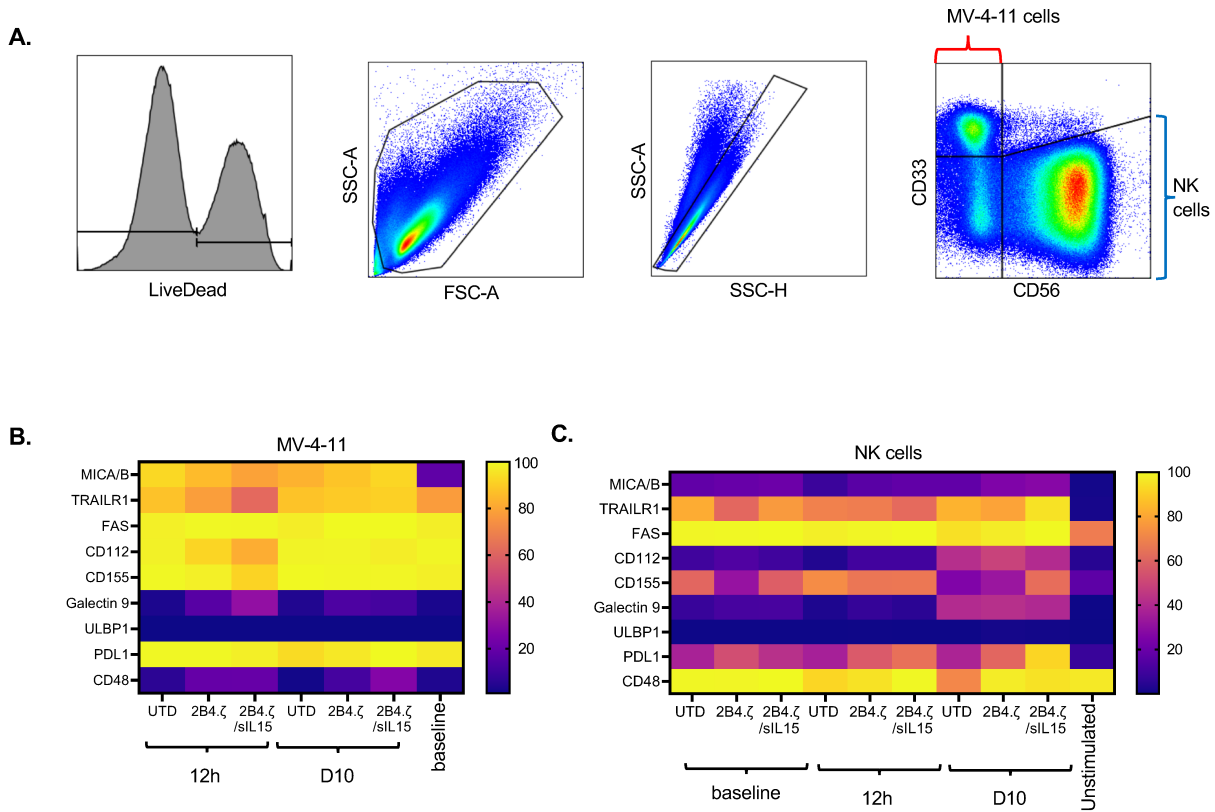 A.
MV-4-11 cells
SSC-A
SSC-A
CD33
NK
cells
LiveDead
FSC-A
SSC-H
CD56
B.
MV-4-11
MICA/B
TRAILR1
FAS
CD112
CD155
Galectin 9
ULBP1
PDL1
CD48
100
80
60
40
20
UTD
2B4.ζ
2B4.ζ
/sIL15
UTD
2B4.ζ
2B4.ζ
/sIL15
baseline
12h
D10
C.
NK cells
MICA/B
TRAILR1
FAS
CD112
CD155
Galectin 9
ULBP1
PDL1
CD48
100
80
60
40
20
0
UTD
2B4.ζ
2B4.ζ
/sIL15
UTD
2B4.ζ
2B4.ζ
/sIL15
UTD
2B4.ζ
2B4.ζ
/sIL15
Unstimulated
baseline
12h
D10